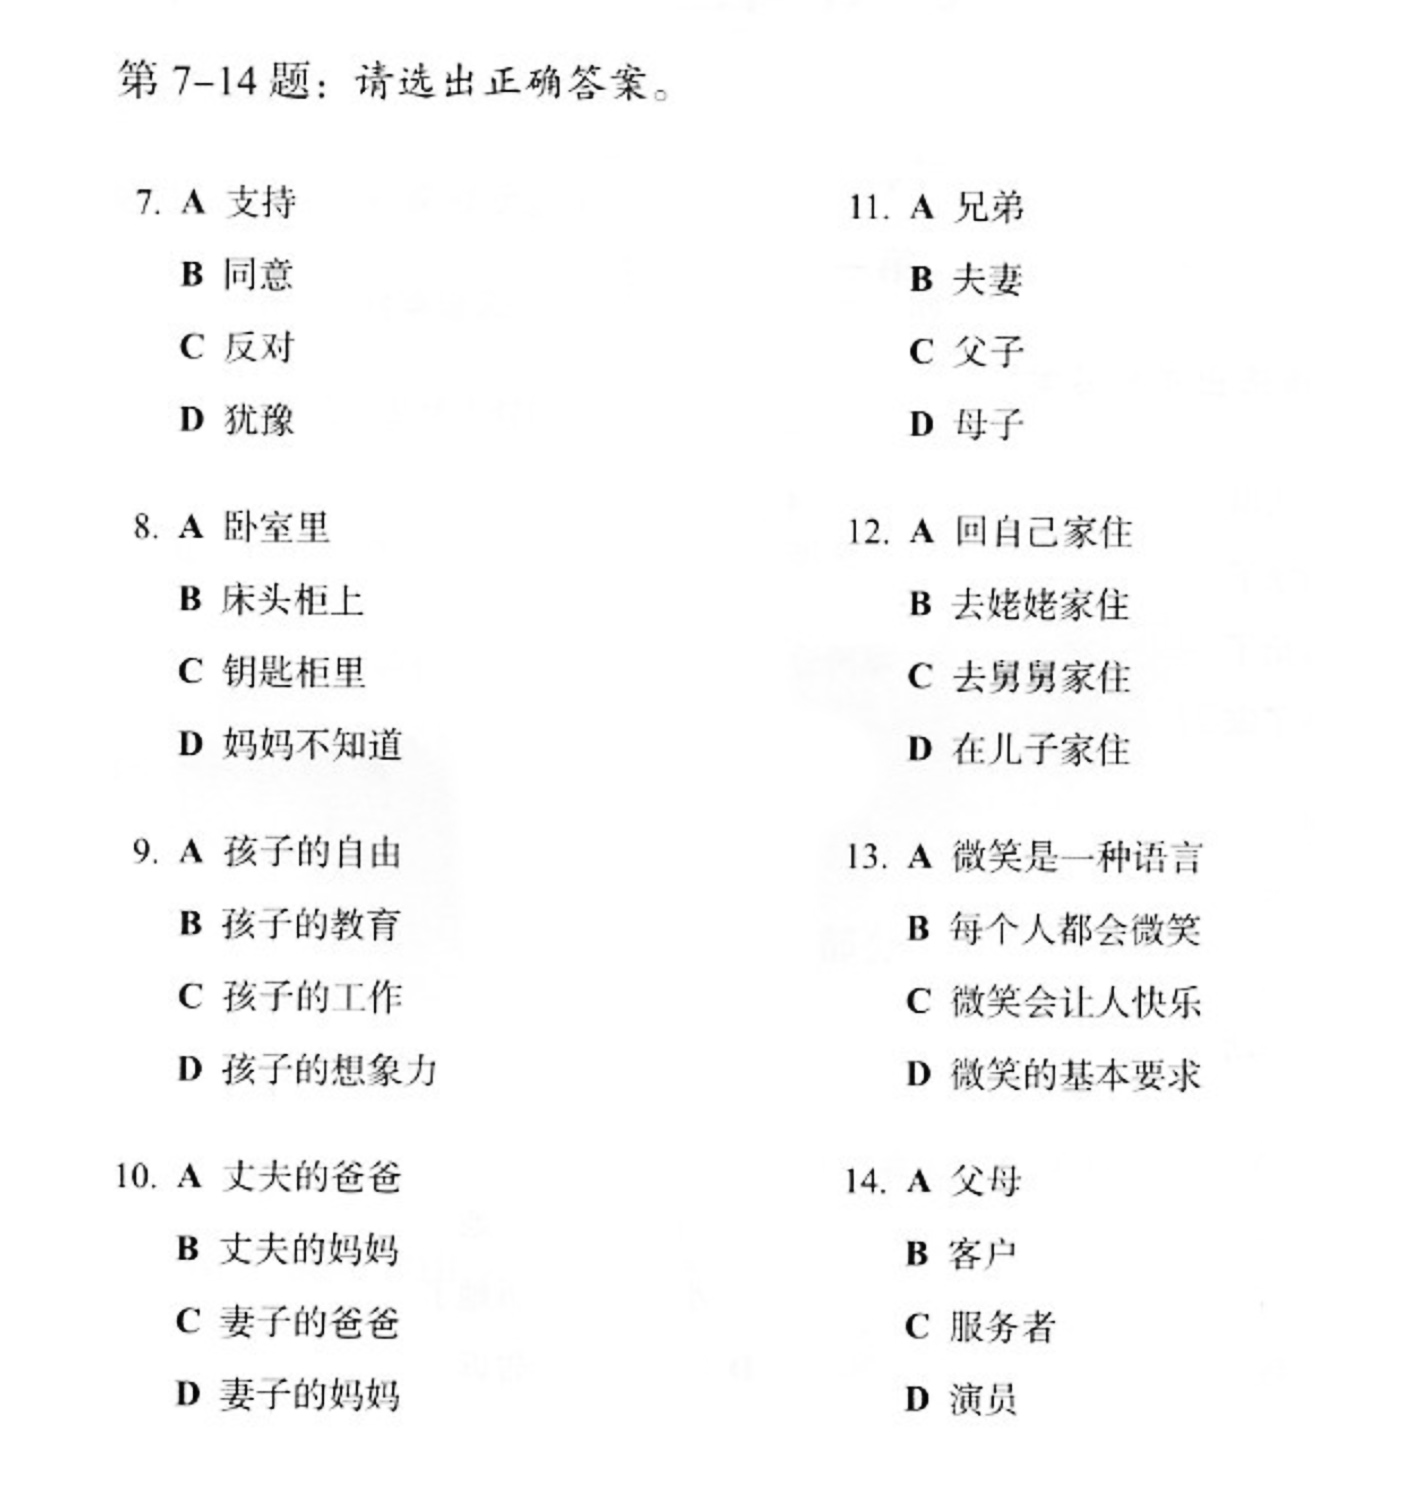 第 7–14 题：请选出正确答案。
7. A 支持
B 同意
C 反对
D 犹豫
8. A 卧室里
B 床头柜上
C 钥匙柜里
D 妈妈不知道
9. A 孩子的自由
B 孩子的教育
C 孩子的工作
D 孩子的想象力
10. A 丈夫的爸爸
B 丈夫的妈妈
C 妻子的爸爸
D 妻子的妈妈
11. A 兄弟
B 夫妻
C 父子
D 母子
12. A 回自己家住
B 去姥姥家住
C 去舅舅家住
D 在儿子家住
13. A 微笑是一种语言
B 每个人都会微笑
C 微笑会让人快乐
D 微笑的基本要求
14. A 父母
B 客户
C 服务者
D 演员